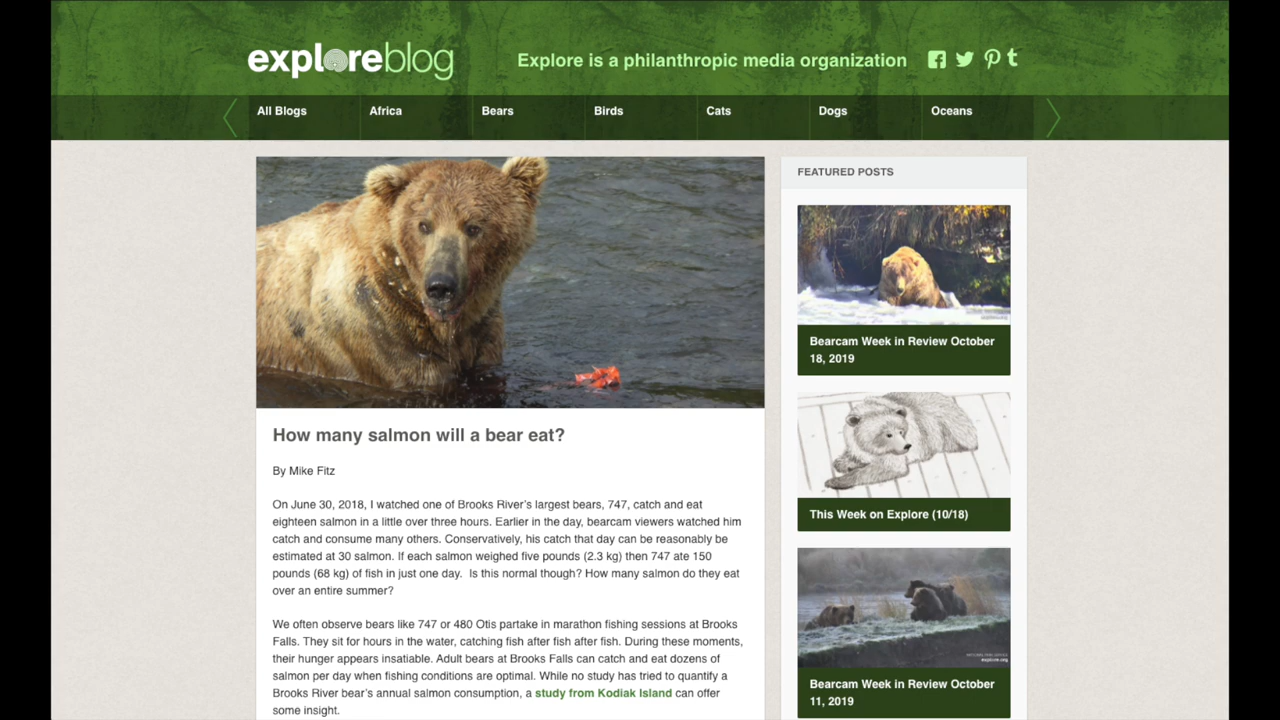 exploreblog
Explore is a philanthropic media organization
All Blogs
Africa
Bears
Birds
Cats
Dogs
Oceans
How many salmon will a bear eat?
By Mike Fitz
On June 30, 2018, I watched one of Brooks River’s largest bears, 747, catch and eat
eighteen salmon in a little over three hours. Earlier in the day, bearcam viewers watched him
catch and consume many others. Conservatively, his catch that day can be reasonably be
estimated at 30 salmon. If each salmon weighed five pounds (2.3 kg) then 747 ate 150
pounds (68 kg) of fish in just one day.  Is this normal though? How many salmon do they eat
over an entire summer?
We often observe bears like 747 or 480 Otis partake in marathon fishing sessions at Brooks
Falls. They sit for hours in the water, catching fish after fish after fish. During these moments,
their hunger appears insatiable. Adult bears at Brooks Falls can catch and eat dozens of
salmon per day when fishing conditions are optimal. While no study has tried to quantify a
Brooks River bear’s annual salmon consumption, a study from Kodiak Island can offer
some insight.
FEATURED POSTS
Bearcam Week in Review October
18, 2019
This Week on Explore (10/18)
explore.org
Bearcam Week in Review October
11, 2019